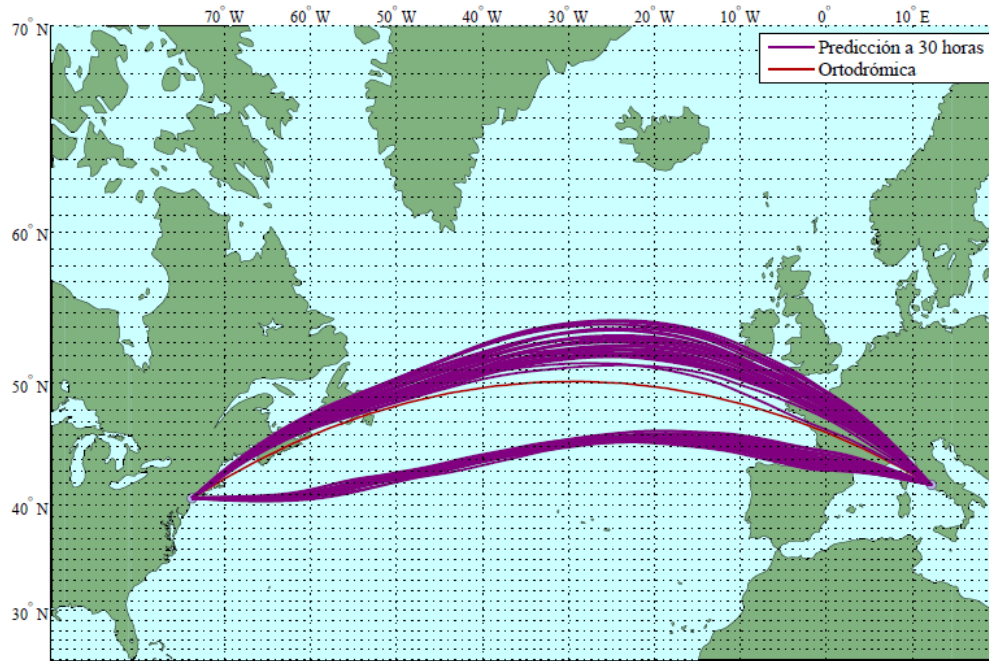 70° W 60° W 50° W 40° W 30° W 20° W 10° W 0° 10° E
70° N
Predicción a 30 horas
Ortodrómica
60° N
50° N
40° N
30° N